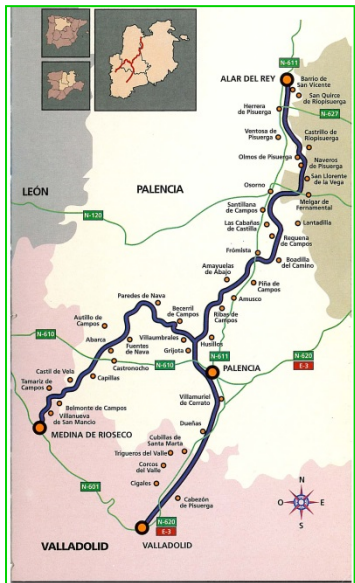 N-611
ALAR DEL REY
Barrio de
San Vicente
San Quirce de
Riopisuerga
Herrera
de Pisuerga
N-627
Ventosa de
Pisuerga
Castrillo de
Riopisuerga
Olmos de Pisuerga
Naveros
de Pisuerga
San Llorente
de la Vega
LEÓN
PALENCIA
Osorno
Melgar de
Fernamental
Santillana
de Campos
N-120
Las Cabañas
de Castilla
Lantadilla
Requena
de Campos
Frómista
Boadilla
del Camino
Amayuelas
de Abajo
Piña de
Campos
Paredes de Nava
Amusco
Becerril
de Campos
Ribas de
Campos
Autillo de
Campos
N-610
Villaumbrales
Husillos
Abarca
Fuentes
de Nava
Grijota
N-611
N-620
E-3
Castromocho
N-610
PALENCIA
Castil de Vela
Capillas
Tamariz de
Campos
Villamuriel
de Cerrato
Belmonte de Campos
Villanueva
de San Mancio
Dueñas
MEDINA DE RIOSECO
Cubillas de
Santa Marta
Trigueros del Valle
Corcos
del Valle
N-601
Cigales
Cabezón
de Pisuerga
N
O
E
S
N-620
E-3
VALLADOLID
VALLADOLID